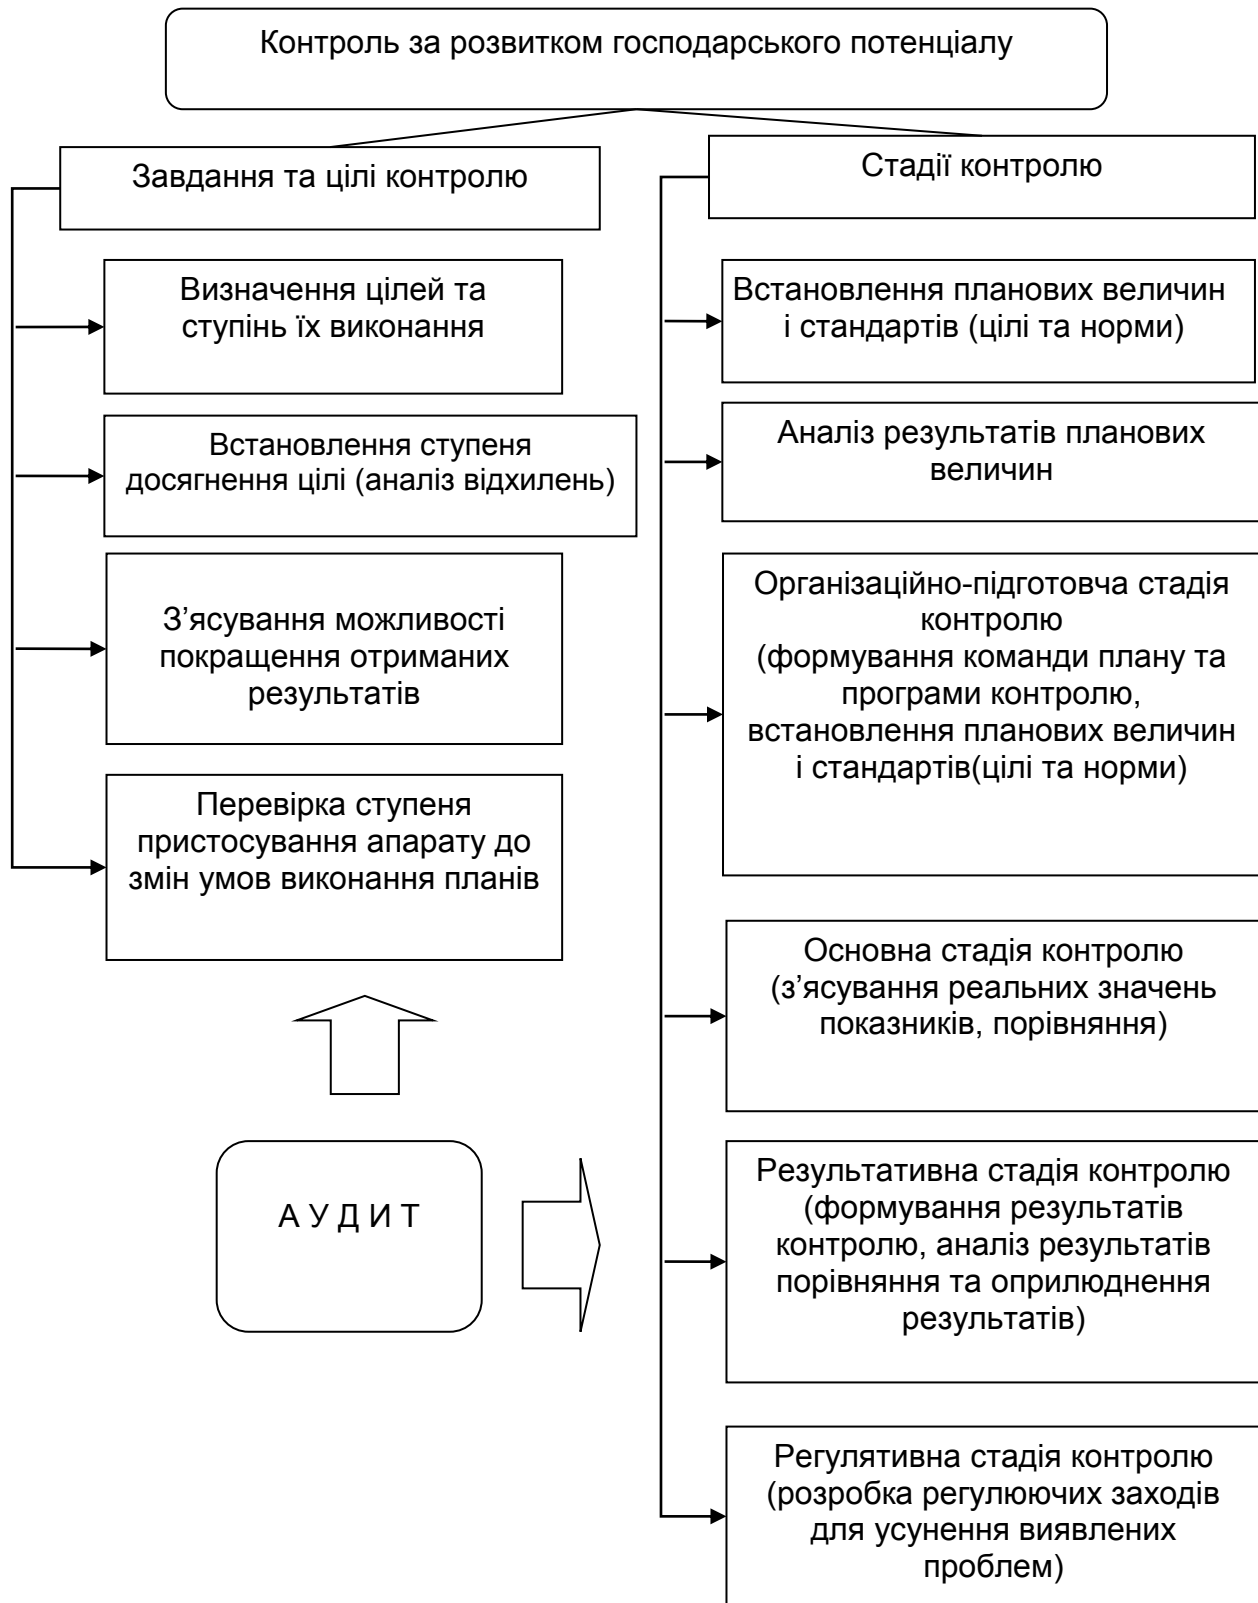 Контроль за розвитком господарського потенціалу
Завдання та цілі контролю
Визначення цілей та
ступінь їх виконання
Встановлення ступеня
досягнення цілі (аналіз відхилень)
З’ясування можливості
покращення отриманих
результатів
Перевірка ступеня
пристосування апарату до
змін умов виконання планів
А У Д И Т
Стадії контролю
Встановлення планових величин
і стандартів (цілі та норми)
Аналіз результатів планових
величин
Організаційно-підготовча стадія
контролю
(формування команди плану та
програми контролю,
встановлення планових величин
і стандартів(цілі та норми)
Основна стадія контролю
(з’ясування реальних значень
показників, порівняння)
Результативна стадія контролю
(формування результатів
контролю, аналіз результатів
порівняння та оприлюднення
результатів)
Регулятивна стадія контролю
(розробка регулюючих заходів
для усунення виявлених
проблем)